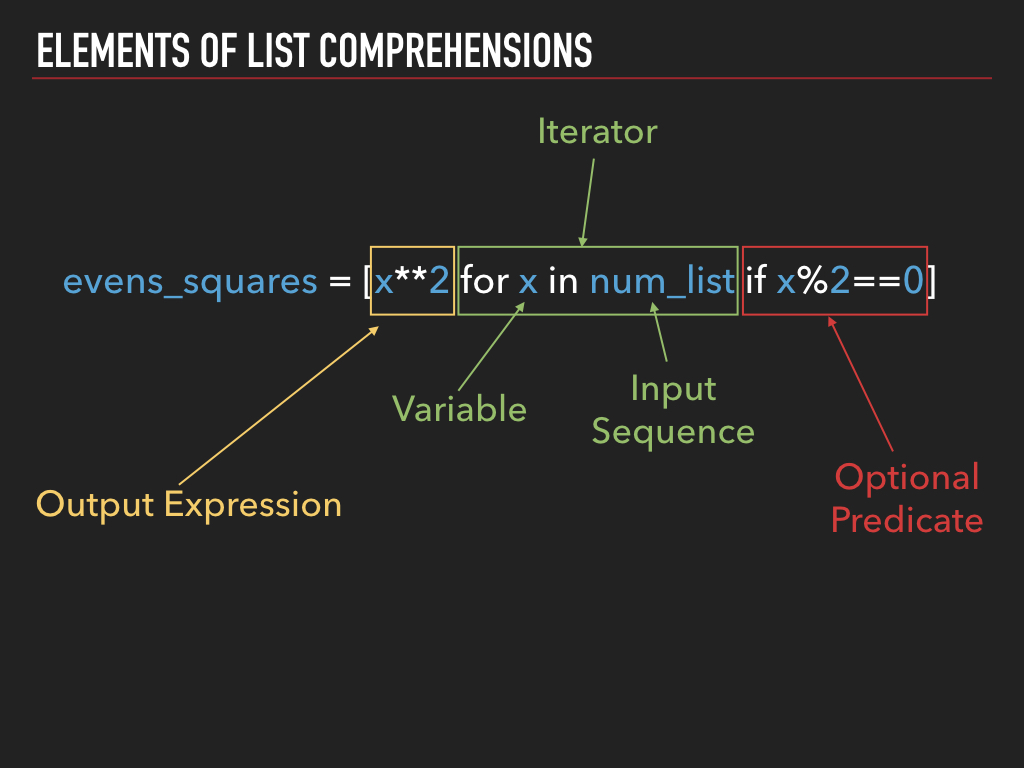 ELEMENTS OF LIST COMPREHENSIONS
Iterator
evens_squares = [x**2 for x in num_list if x%2==0]
Variable
Input
Sequence
Output Expression
Optional
Predicate